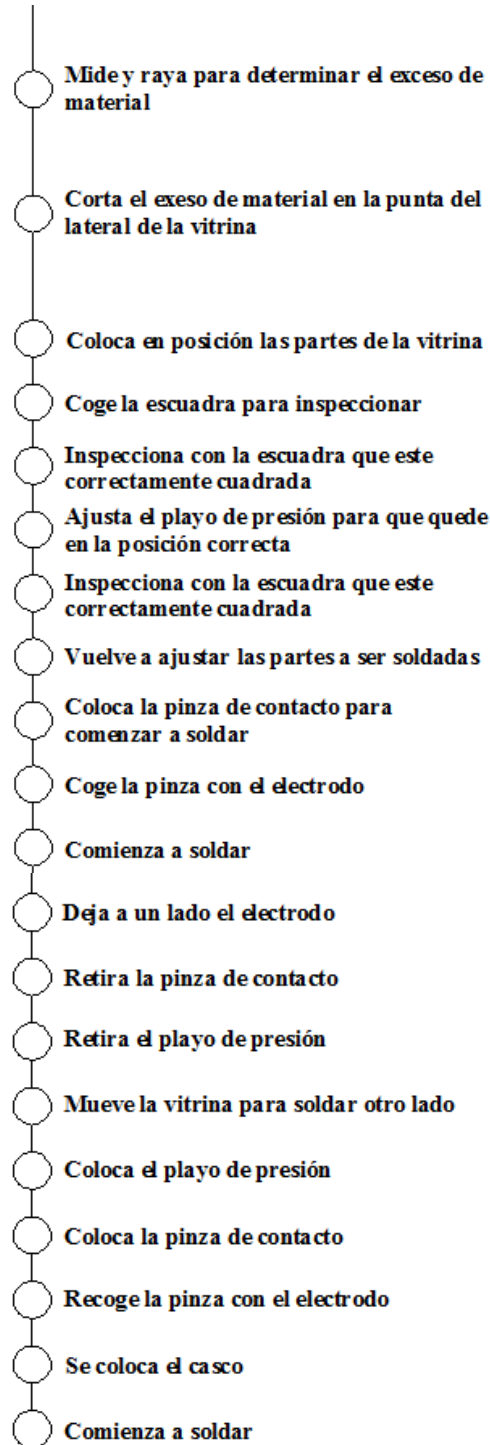 Mide y raya para determinar el exceso de
material
Corta el exeso de material en la punta del
lateral de la vitrina
Coloca en posición las partes de la vitrina
Coge la escuadra para inspeccionar
Inspecciona con la escuadra que este
correctamente cuadrada
Ajusta el playo de presión para que quede
en la posición correcta
Inspecciona con la escuadra que este
correctamente cuadrada
Vuelve a ajustar las partes a ser soldadas
Coloca la pinza de contacto para
comenzar a soldar
Coge la pinza con el electrodo
Comienza a soldar
Deja a un lado el electrodo
Retira la pinza de contacto
Retira el playo de presión
Mueve la vitrina para soldar otro lado
Coloca el playo de presión
Coloca la pinza de contacto
Recoge la pinza con el electrodo
Se coloca el casco
Comienza a soldar